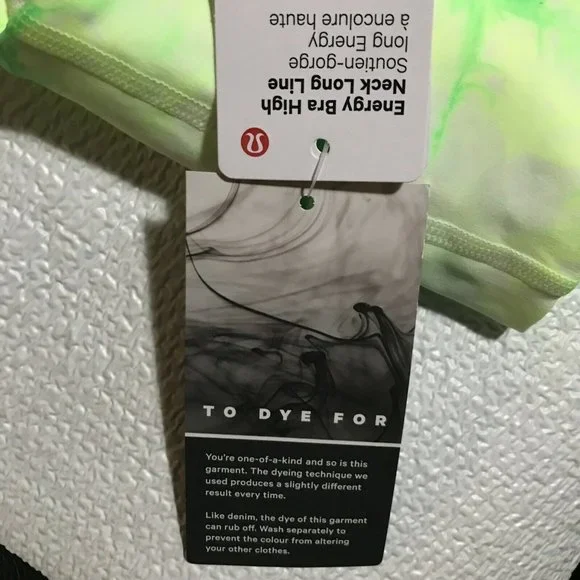 Energy Bra High
Neck Long Line
Soutien-gorge
long Energy
à encolure haute
TO DYE FOR
You're one-of-a-kind and so is this
garment. The dyeing technique we
used produces a slightly different
result every time.
Like denim, the dye of this garment
can rub off. Wash separately to
prevent the colour from altering
your other clothes.